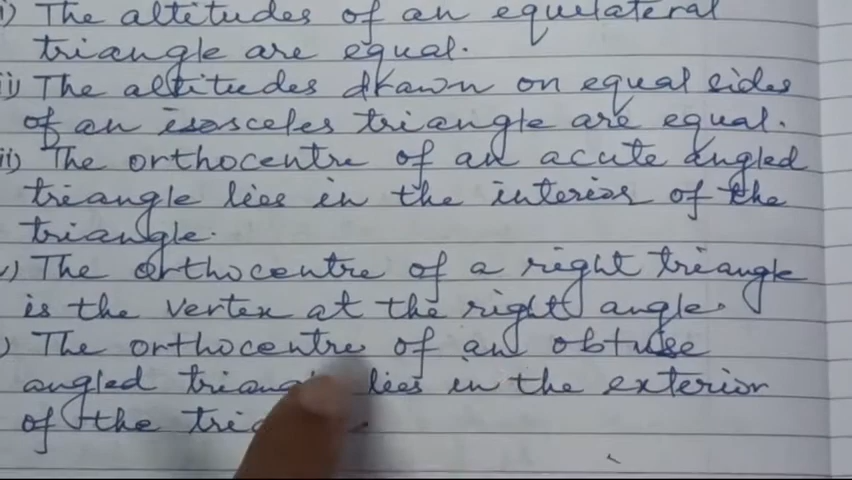 i) The altitudes of an equilateral
triangle are equal.
ii) The altitudes drawn on equal sides
of an isosceles triangle are equal.
ii) The orthocentre of an acute angled
triangle lies in the interior of the
triangle.
) The orthocentre of a right triangle
is the vertex at the right angle.
) The orthocentre of an obtuse
angled lies in the exterior
of the